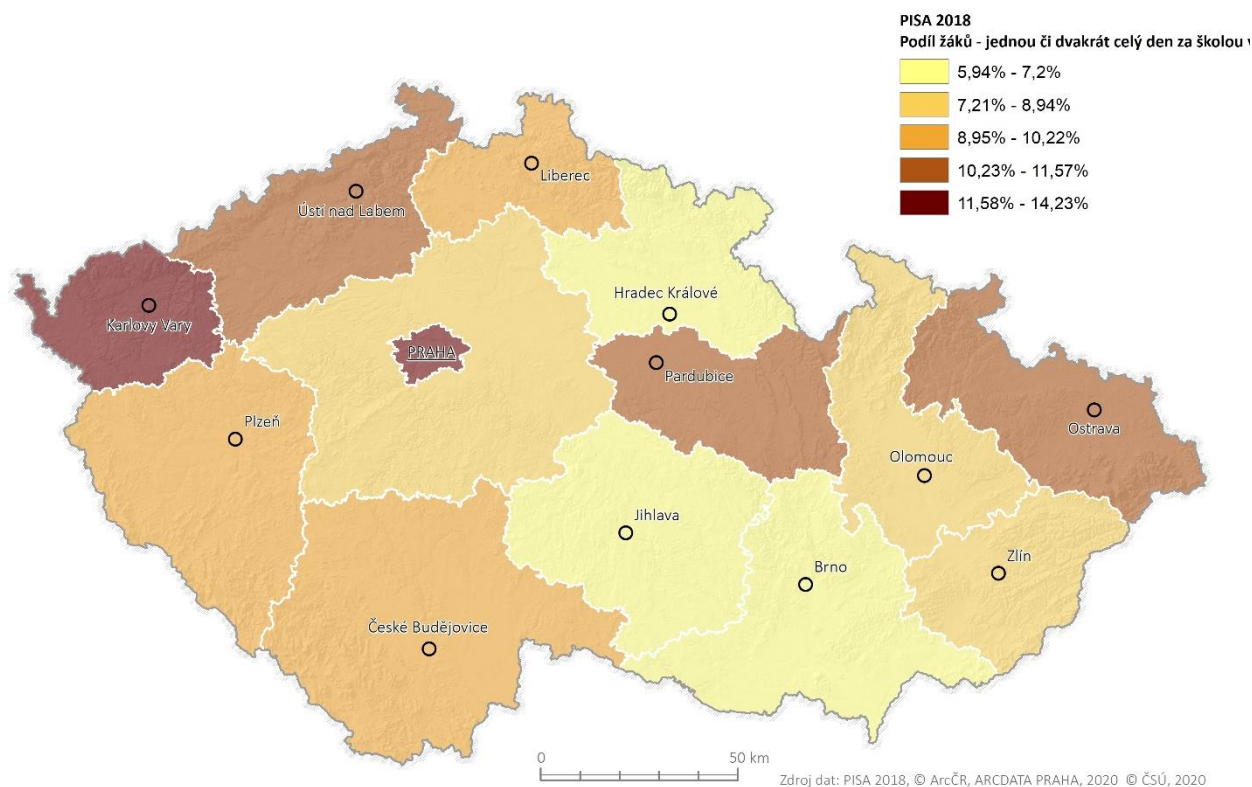 PISA 2018
Podíl žáků - jednou či dvakrát celý den za školou v
5,94% - 7,2%
7,21% - 8,94%
8,95% - 10,22%
10,23% - 11,57%
11,58% - 14,23%
Liberec
Ústí nad Labem
Hradec Králové
Karlovy Vary
PRAHA
Pardubice
Plzeň
Ostrava
Olomouc
Jihlava
Zlín
Brno
České Budějovice
0 50 km
Zdroj dat: PISA 2018, © ArcČR, ARCDATA PRAHA, 2020 © ČSÚ, 2020